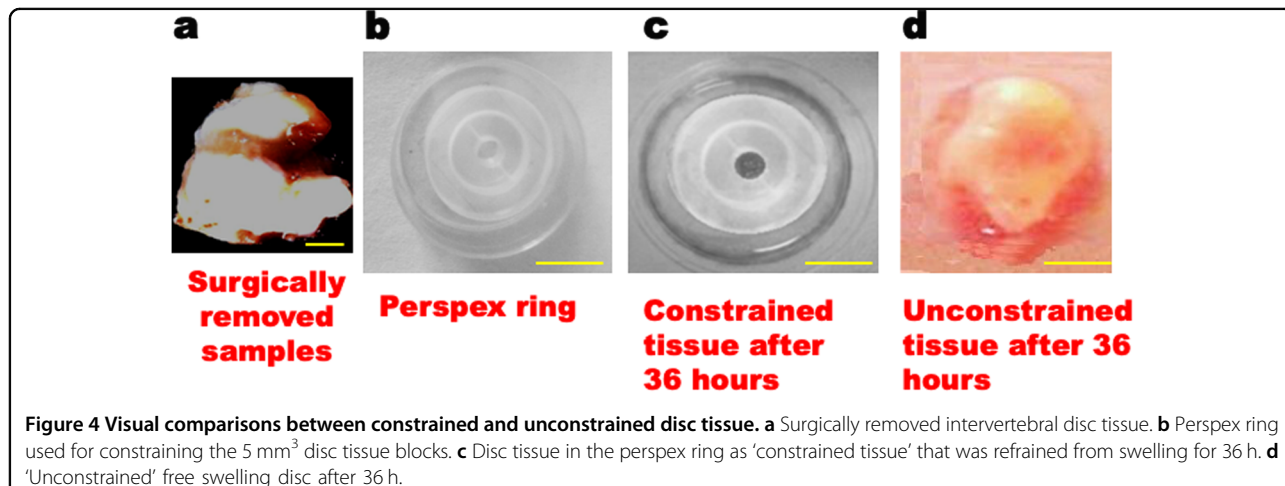 a
b
c
d
Surgically
removed
samples
Perspex ring
Constrained
tissue after
36 hours
Unconstrained
tissue after 36
hours
Figure 4 Visual comparisons between constrained and unconstrained disc tissue. a Surgically removed intervertebral disc tissue. b Perspex ring
used for constraining the 5 mm³ disc tissue blocks. c Disc tissue in the perspex ring as ‘constrained tissue’ that was refrained from swelling for 36 h. d
‘Unconstrained’ free swelling disc after 36 h.